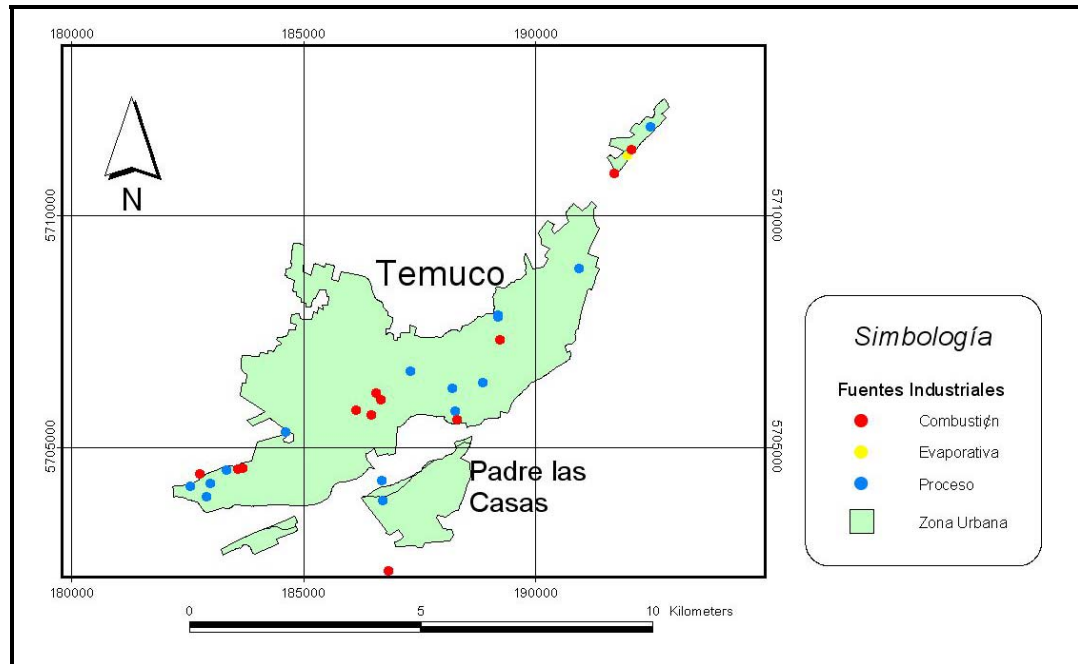 180000 185000 190000
N
5710000 5710000
Temuco
5705000 5705000
Padre las
Casas
180000 185000 190000
0 5 10 Kilometers
Simbología
Fuentes Industriales
Combustión
Evaporativa
Proceso
Zona Urbana